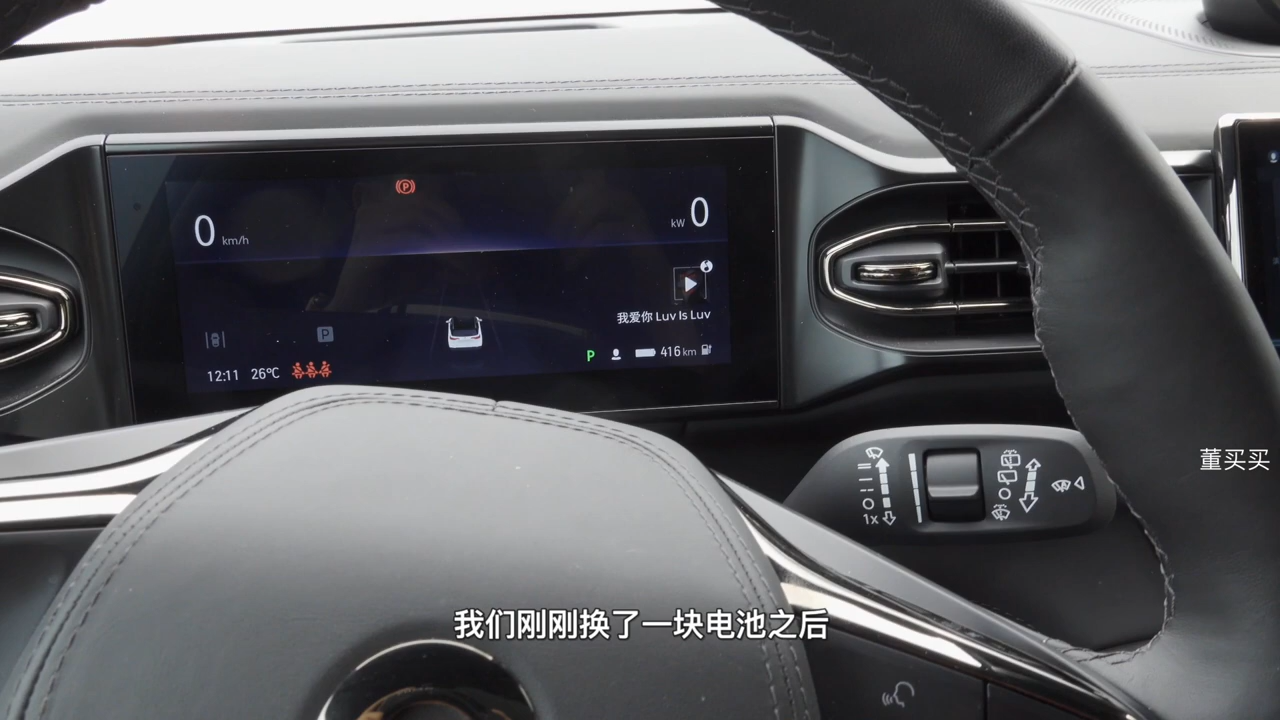 0 km/h
kW 0
我爱你 Luv Is Luv
P
P 416 km
12:11 26℃
董买买
1x
我们刚刚换了一块电池之后